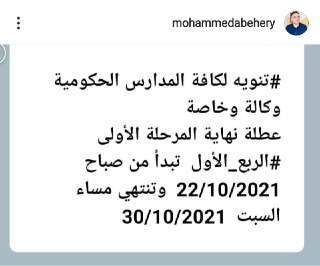 mohammedabehery
#تنويه لكافة المدارس الحكومية
وكالة وخاصة
عطلة نهاية المرحلة الأولى
#الربع_الأول تبدأ من صباح
22/10/2021 وتنتهي مساء
السبت 30/10/2021